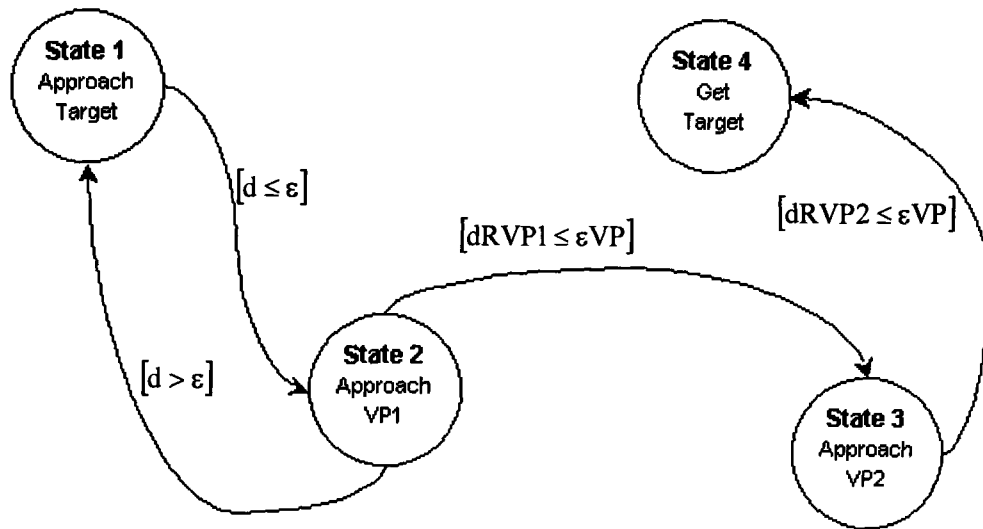 State 1
Approach
Target
State 4
Get
Target
[d ≤ ε]
[dRVP2 ≤ εVP]
[dRVP1 ≤ εVP]
State 2
Approach
VP1
[d > ε]
State 3
Approach
VP2